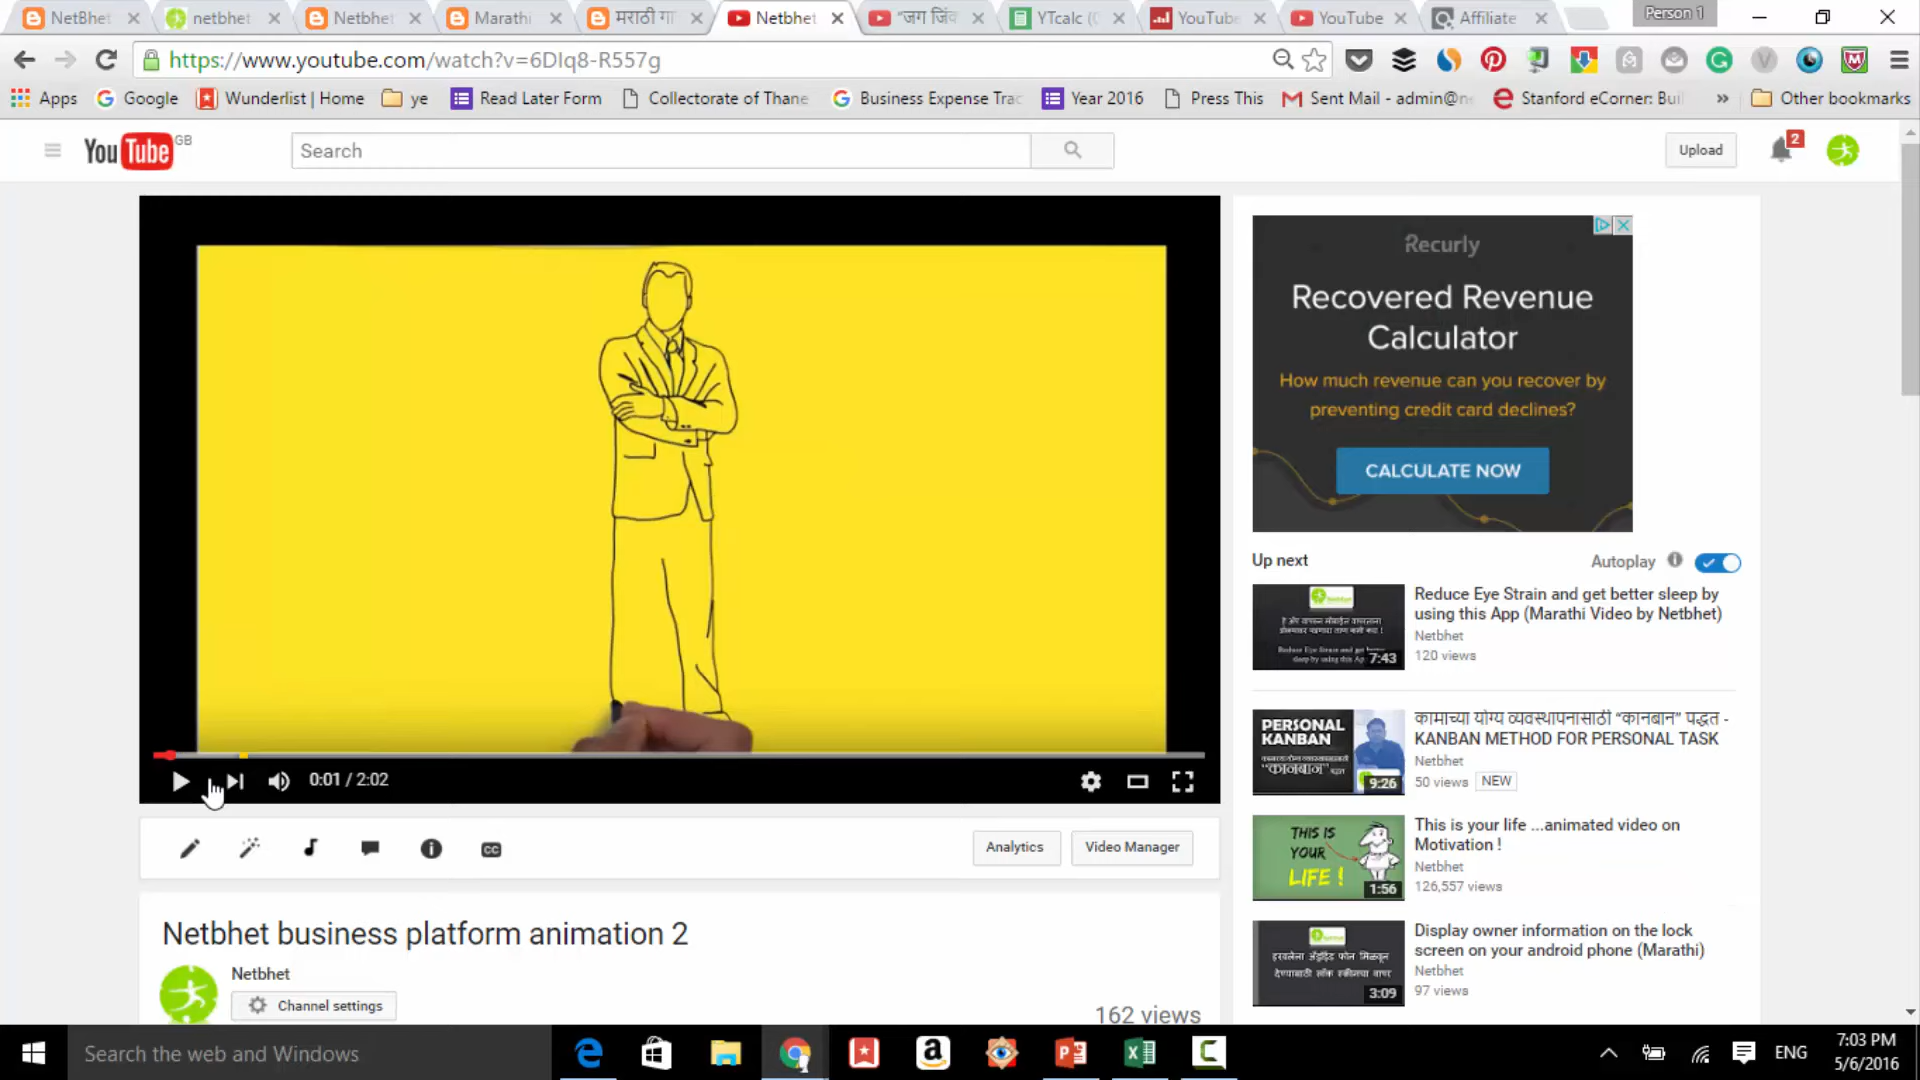 NetBhet
netbhet
Netbhet
Marathi
मराठी गा
Netbhet
"जग जिंक
YTcalc (C
YouTube
YouTube
Affiliate
Person 1
https://www.youtube.com/watch?v=6DIq8-R557g
Apps
Google
Wunderlist | Home
ye
Read Later Form
Collectorate of Thane
Business Expense Trac
Year 2016
Press This
Sent Mail - admin@n
Stanford eCorner: Bui
»
Other bookmarks
YouTube GB
Search
Upload
2
Recurly
Recovered Revenue
Calculator
How much revenue can you recover by
preventing credit card declines?
CALCULATE NOW
0:01 / 2:02
Up next
Autoplay
Reduce Eye Strain and get better sleep by
using this App (Marathi Video by Netbhet)
Netbhet
120 views
7:43
PERSONAL
KANBAN
"कानबान"
9:26
कामाच्या योग्य व्यवस्थापनासाठी "कानबान" पद्धत -
KANBAN METHOD FOR PERSONAL TASK
Netbhet
50 views NEW
THIS IS
YOUR
LIFE !
1:56
This is your life ...animated video on
Motivation !
Netbhet
126,557 views
3:09
Display owner information on the lock
screen on your android phone (Marathi)
Netbhet
97 views
CC
Analytics
Video Manager
Netbhet business platform animation 2
Netbhet
Channel settings
162 views
Search the web and Windows
ENG
7:03 PM
5/6/2016